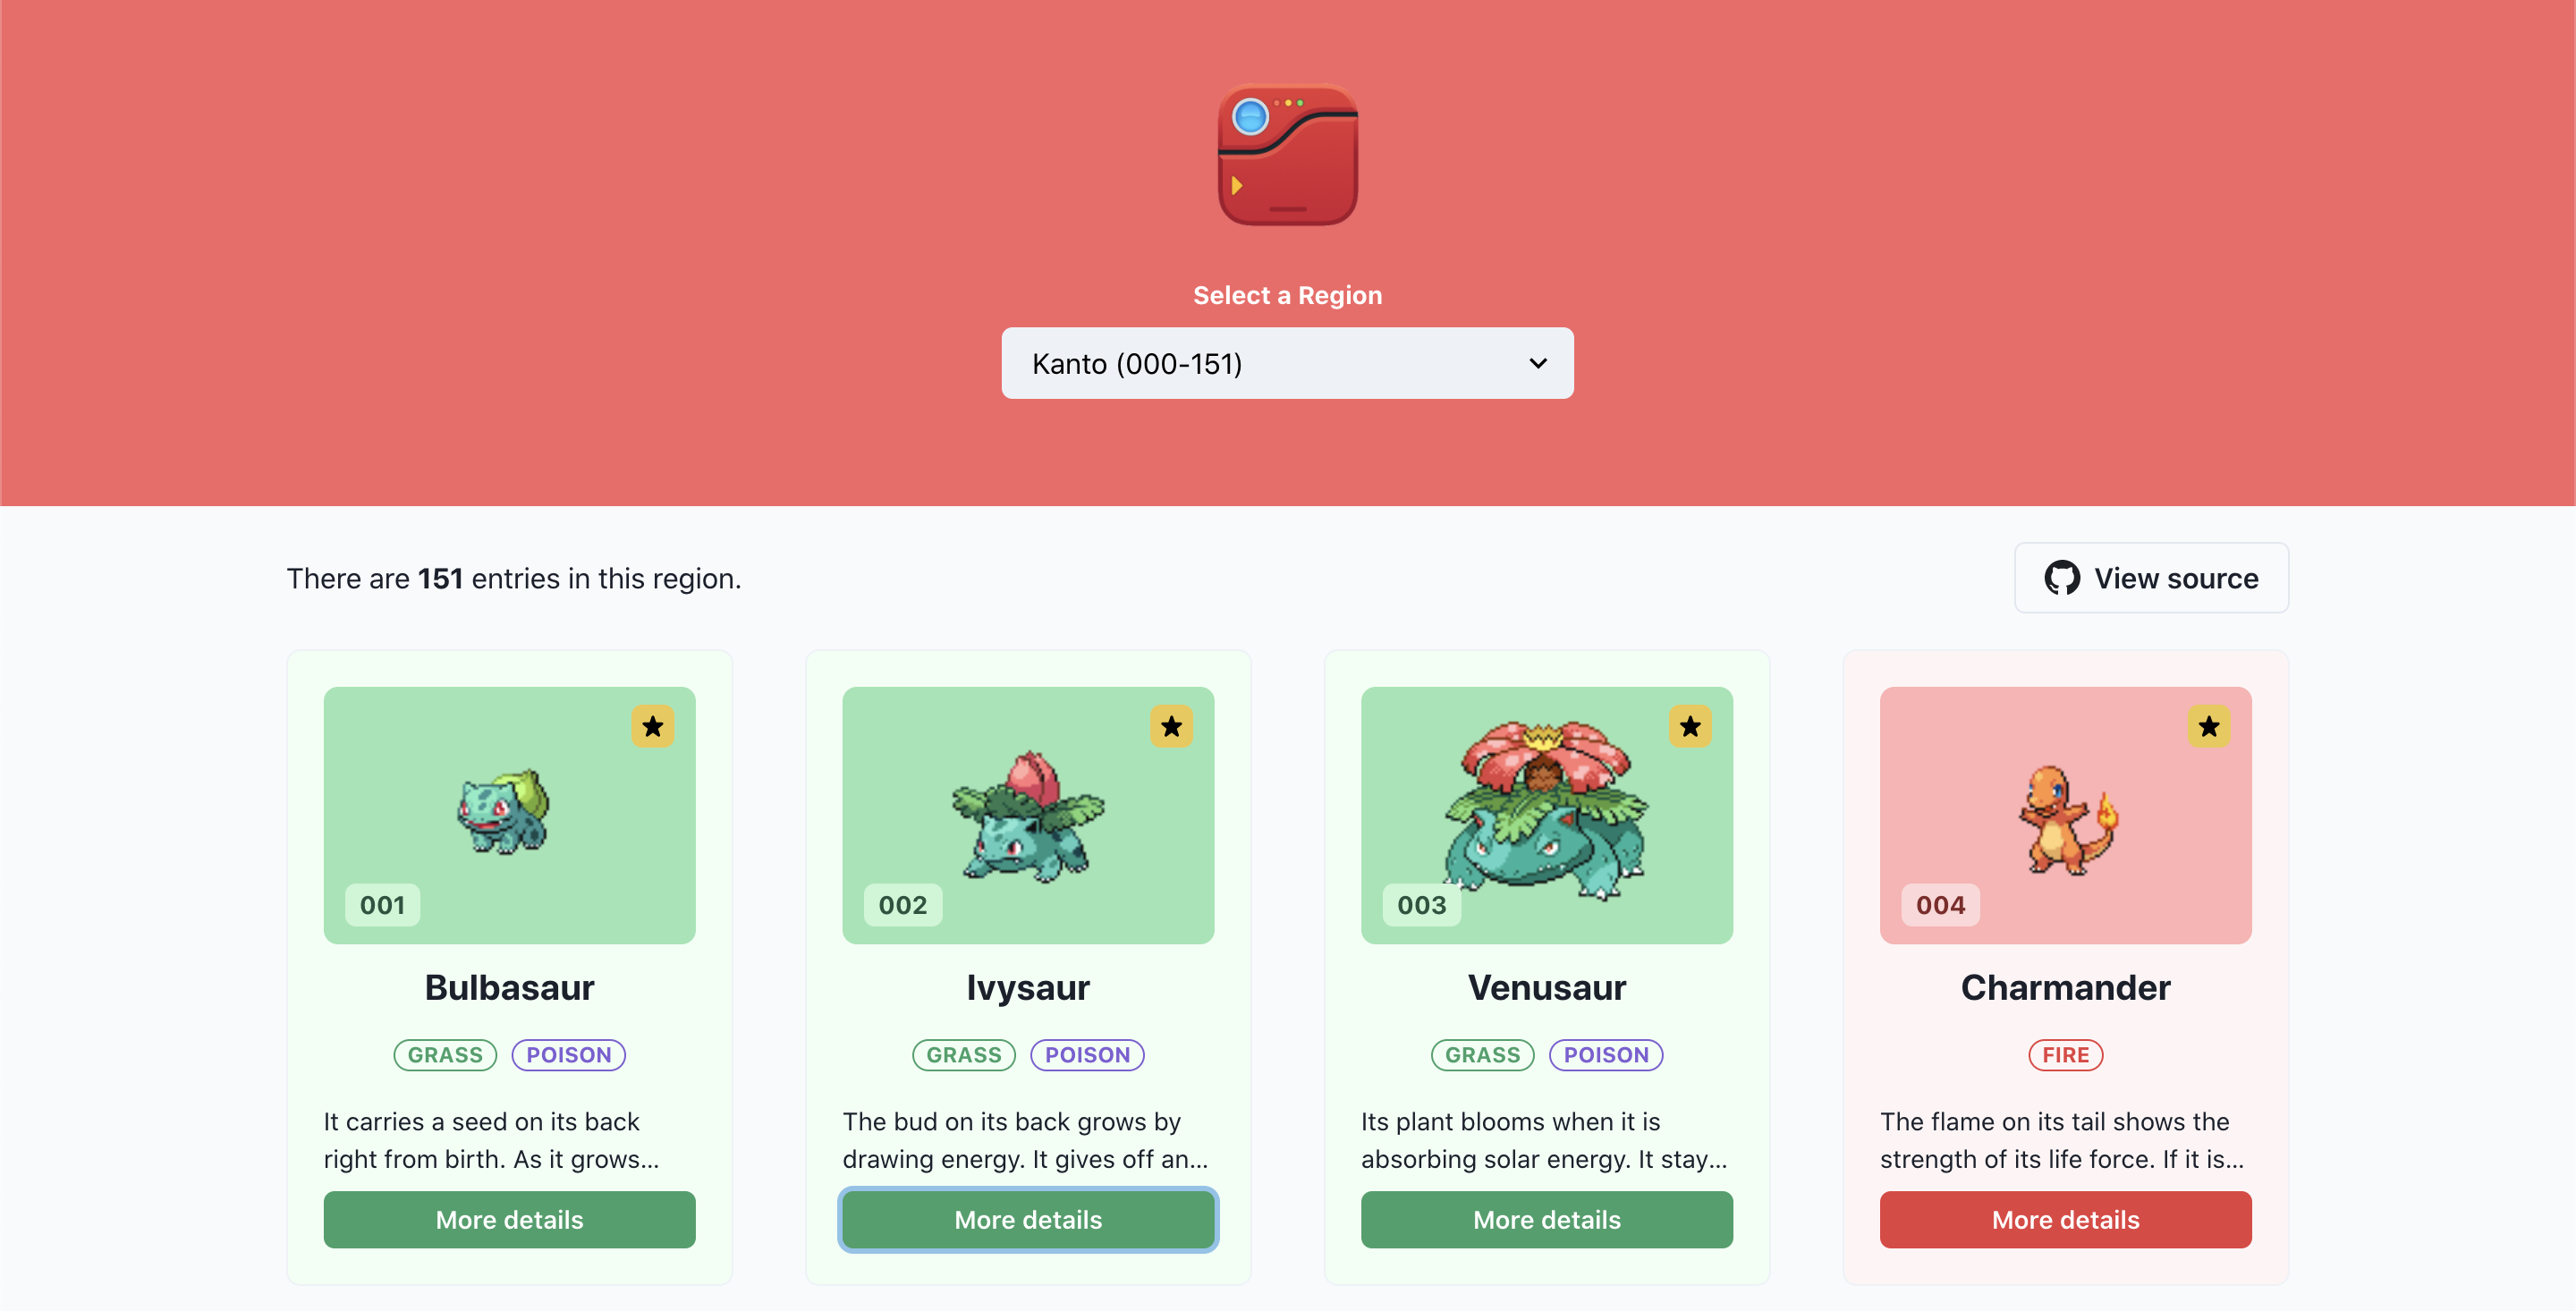 Select a Region
Kanto (000-151)
There are 151 entries in this region.
View source
001
Bulbasaur
GRASS POISON
It carries a seed on its back
right from birth. As it grows...
More details
002
Ivysaur
GRASS POISON
The bud on its back grows by
drawing energy. It gives off an...
More details
003
Venusaur
GRASS POISON
Its plant blooms when it is
absorbing solar energy. It stay...
More details
004
Charmander
FIRE
The flame on its tail shows the
strength of its life force. If it is...
More details